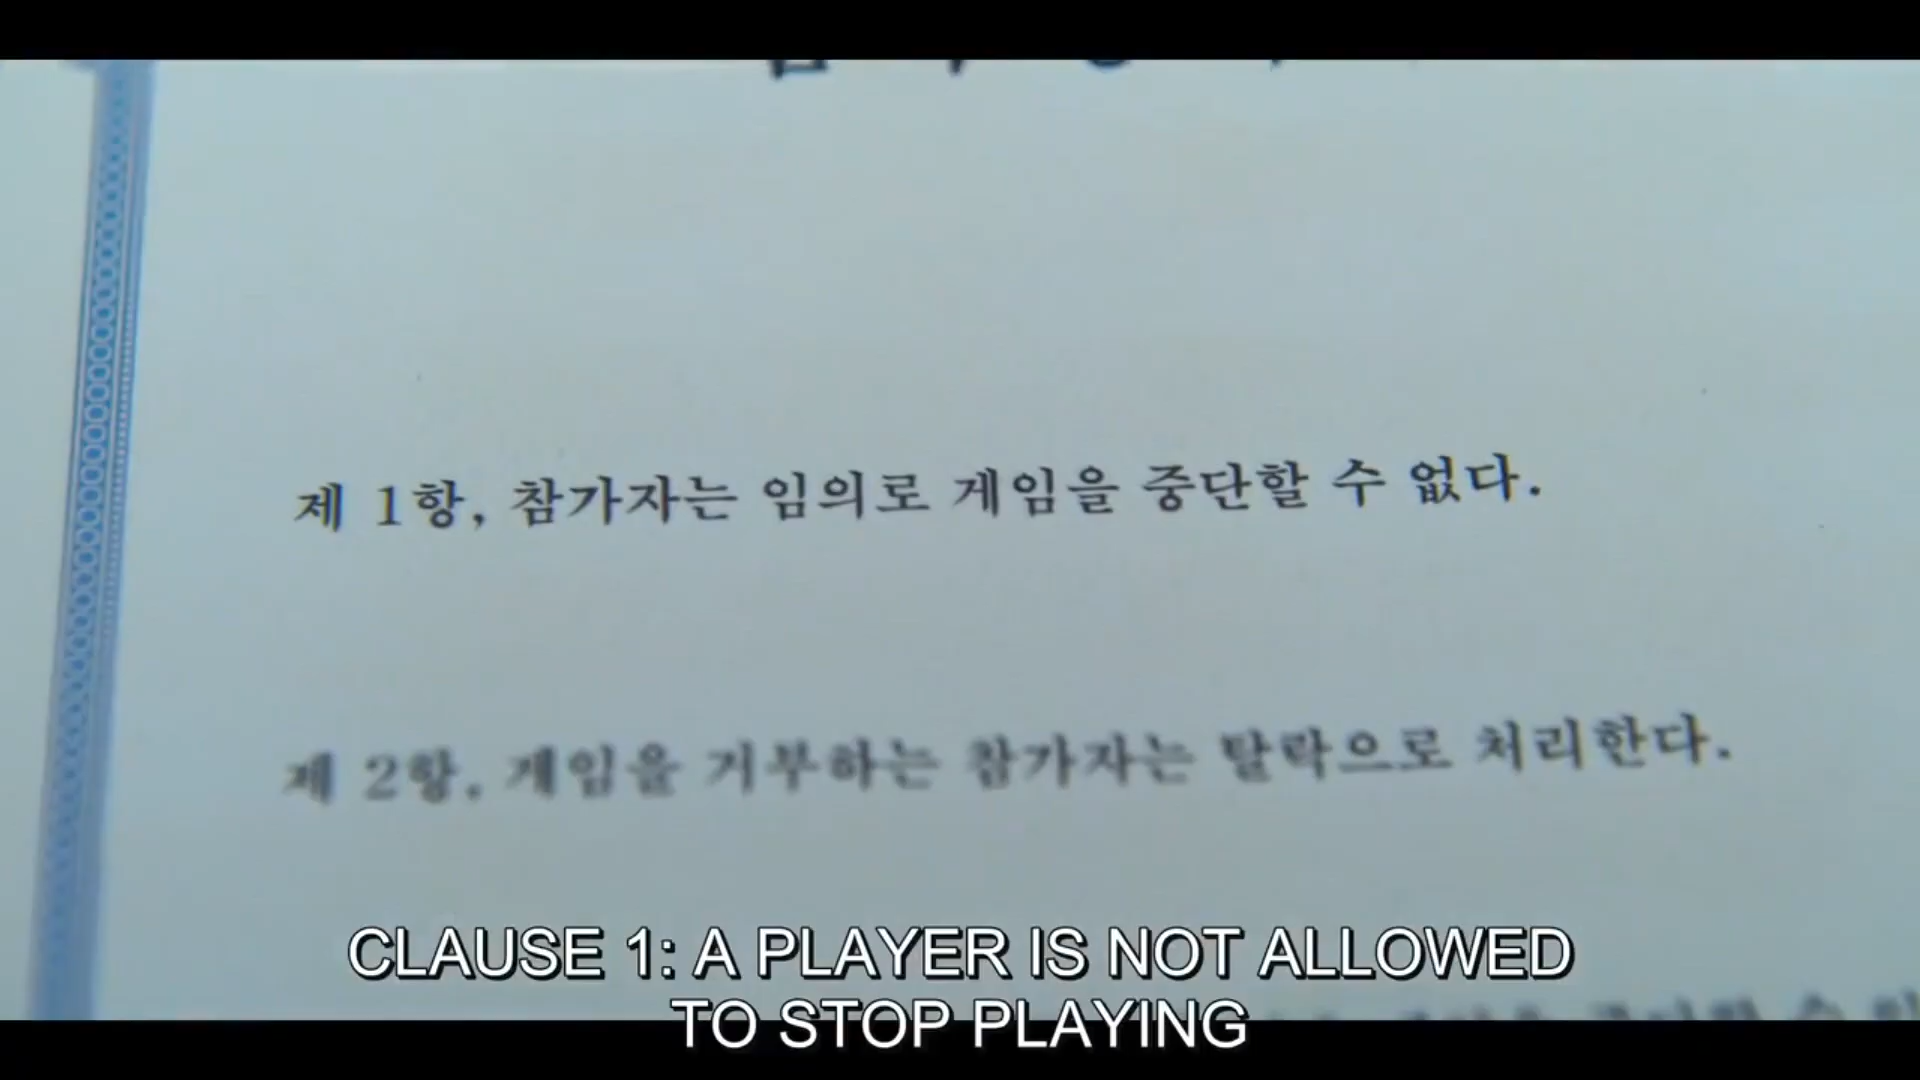 제 1항, 참가자는 임의로 게임을 중단할 수 없다.
제 2항, 게임을 거부하는 참가자는 탈락으로 처리한다.
CLAUSE 1: A PLAYER IS NOT ALLOWED
TO STOP PLAYING